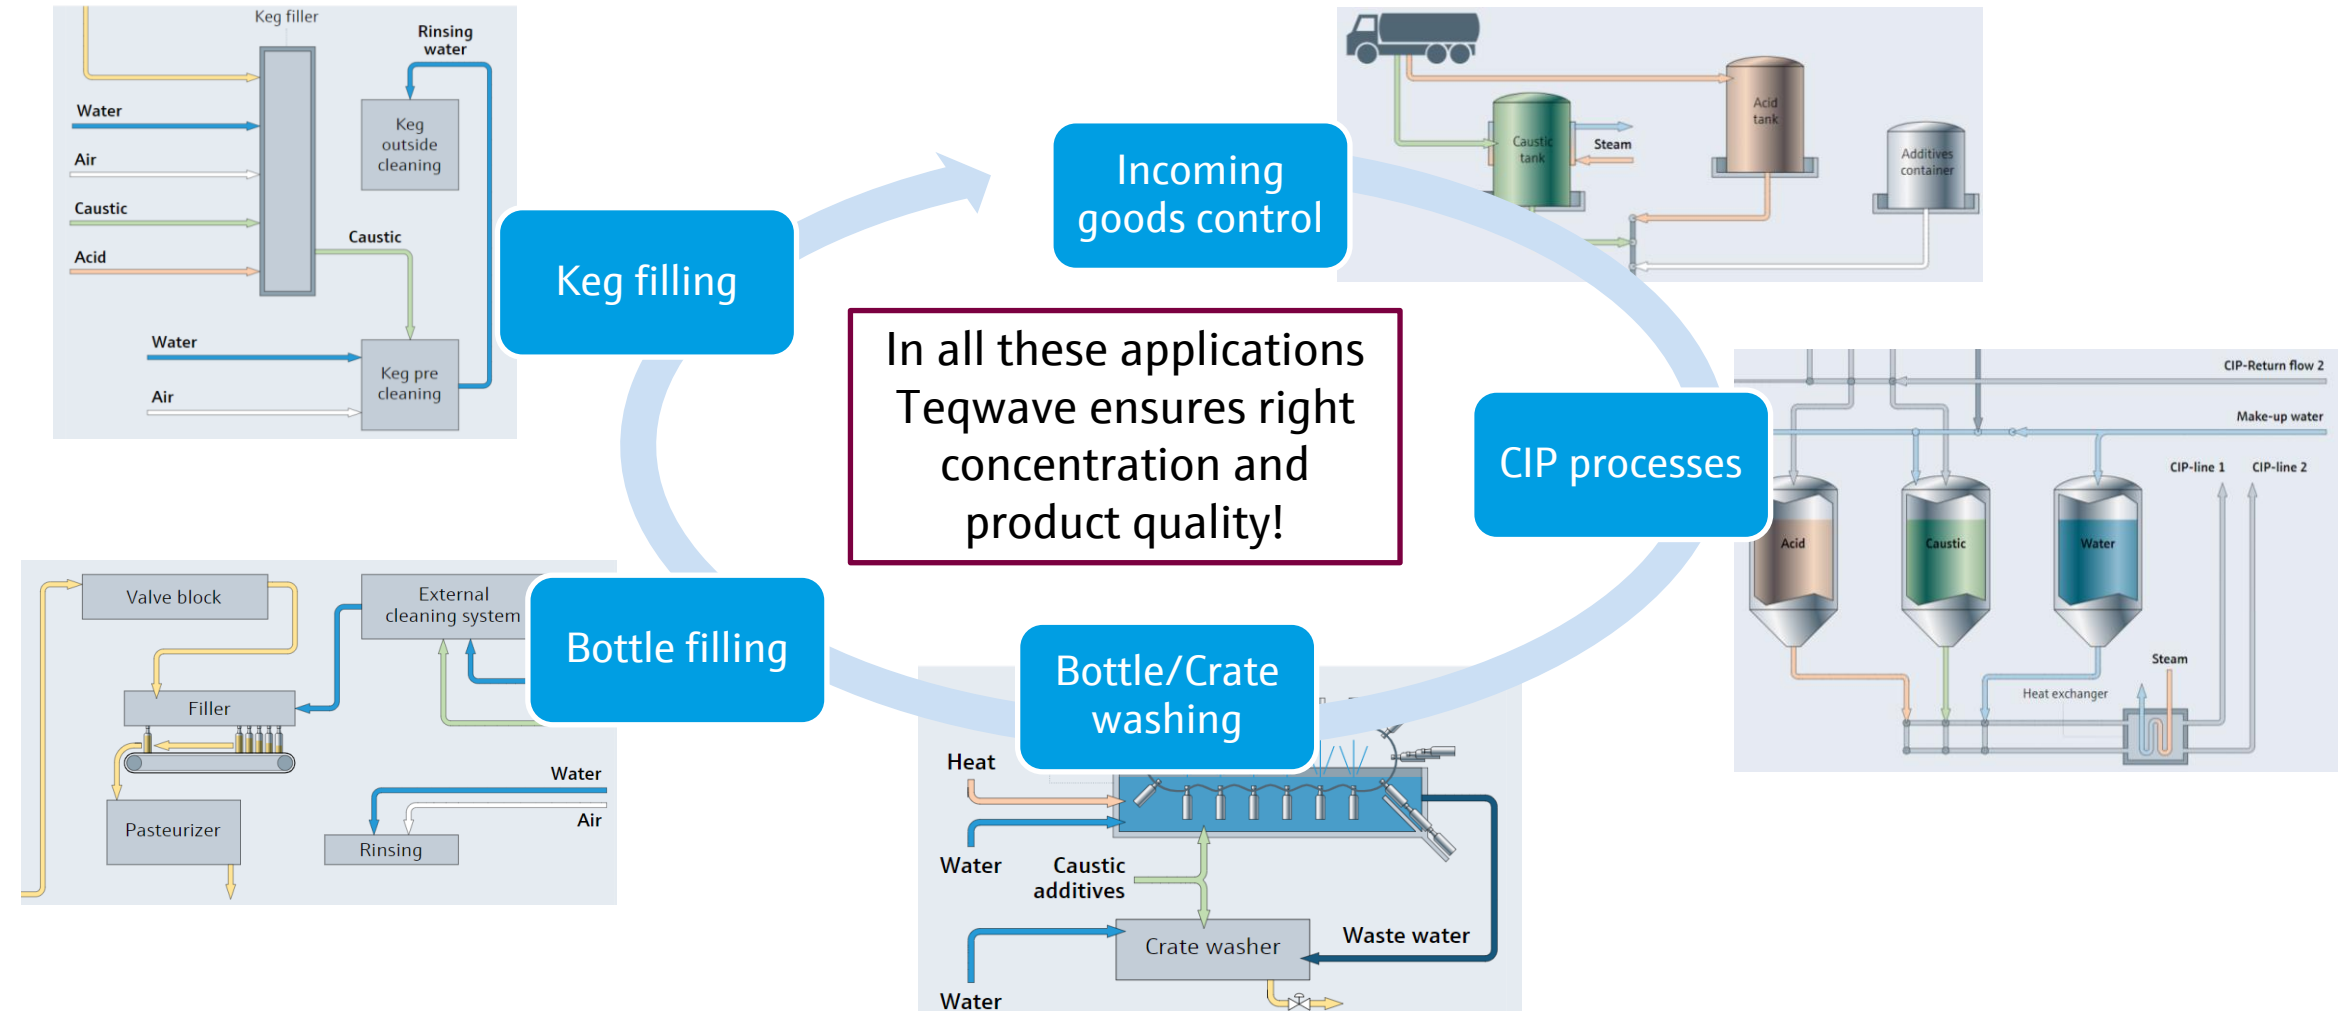 Keg filler
Rinsing
water
Water
Keg
outside
cleaning
Air
Caustic
Caustic
Acid
Water
Keg pre
cleaning
Air
Keg filling
Incoming
goods control
Acid
tank
Caustic
tank
Steam
Additives
container
In all these applications
Teqwave ensures right
concentration and
product quality!
CIP processes
CIP-Return flow 2
Make-up water
CIP-line 1
CIP-line 2
Acid
Caustic
Water
Steam
Heat exchanger
Valve block
External
cleaning system
Bottle filling
Filler
Water
Air
Pasteurizer
Rinsing
Bottle/Crate
washing
Heat
Water
Caustic
additives
Crate washer
Waste water
Water